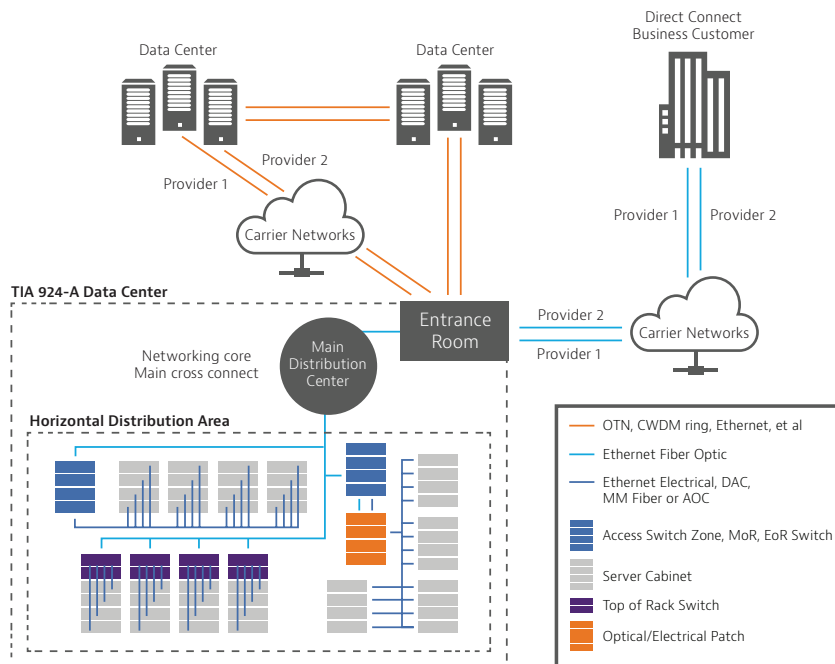 Data Center
Data Center
Direct Connect
Business Customer
Provider 2
Provider 1
Carrier Networks
Provider 1
Provider 2
TIA 924-A Data Center
Entrance
Room
Provider 2
Provider 1
Carrier Networks
Networking core
Main cross connect
Main
Distribution
Center
Horizontal Distribution Area
OTN, CWDM ring, Ethernet, et al
Ethernet Fiber Optic
Ethernet Electrical, DAC,
MM Fiber or AOC
Access Switch Zone, MoR, EoR Switch
Server Cabinet
Top of Rack Switch
Optical/Electrical Patch